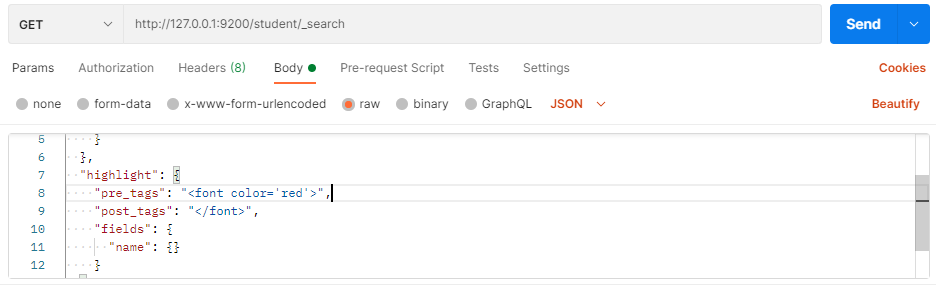 GET http://127.0.0.1:9200/student/_search Send
Params Authorization Headers (8) Body Pre-request Script Tests Settings Cookies
none form-data x-www-form-urlencoded raw binary GraphQL JSON Beautify
5 }
6 },
7 "highlight": {
8 "pre_tags": "<font color='red'>",
9 "post_tags": "</font>",
10 "fields": {
11 "name": {}
12 }